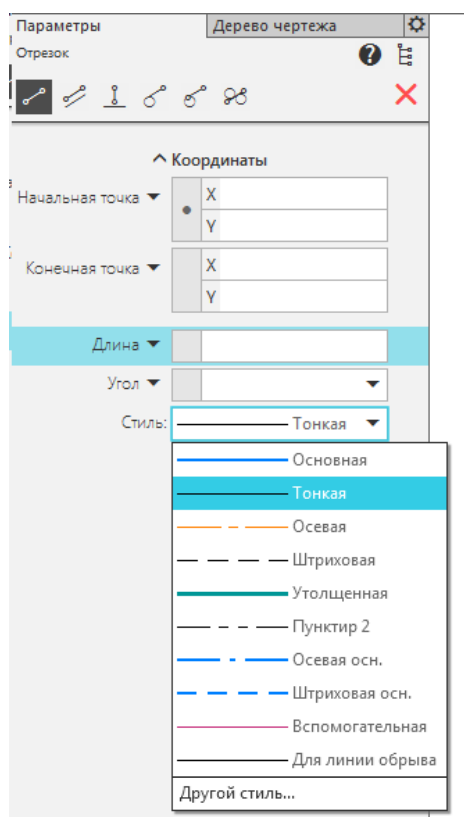 Параметры Дерево чертежа
Отрезок
Координаты
Начальная точка X
Y
Конечная точка X
Y
Длина
Угол
Стиль: Тонкая
Основная
Тонкая
Осевая
Штриховая
Утолщенная
Пунктир 2
Осевая осн.
Штриховая осн.
Вспомогательная
Для линии обрыва
Другой стиль...